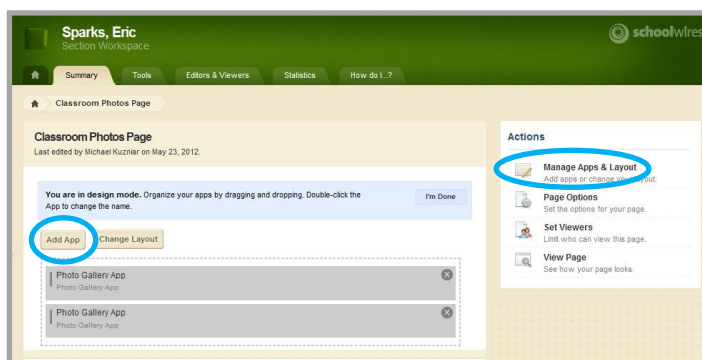 Sparks, Eric
Section Workspace
schoolwires
Summary
Tools
Editors & Viewers
Statistics
How do I...?
Classroom Photos Page
Classroom Photos Page
Last edited by Michael Kuzniar on May 23, 2012.
You are in design mode. Organize your apps by dragging and dropping. Double-click the
App to change the name.
I'm Done
Add App
Change Layout
Photo Gallery App
Photo Gallery App
Photo Gallery App
Photo Gallery App
Actions
Manage Apps & Layout
Add apps or change your layout.
Page Options
Set the options for your page.
Set Viewers
Limit who can view this page.
View Page
See how your page looks.